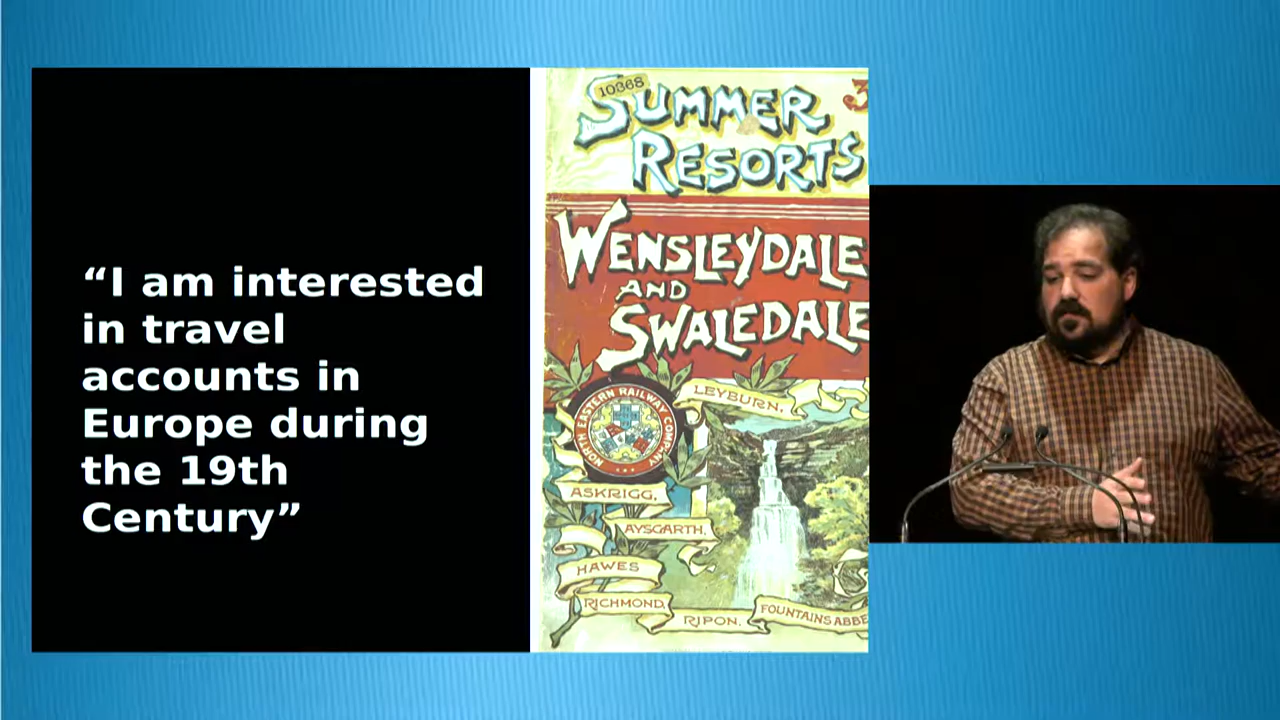 “I am interested
in travel
accounts in
Europe during
the 19th
Century”
10368
SUMMER
RESORTS
3
WENSLEYDALE
AND
SWALEDALE
NORTH EASTERN RAILWAY COMPANY
LEYBURN,
ASKRIGG,
AYSGARTH,
HAWES
RICHMOND,
RIPON.
FOUNTAINS ABBE